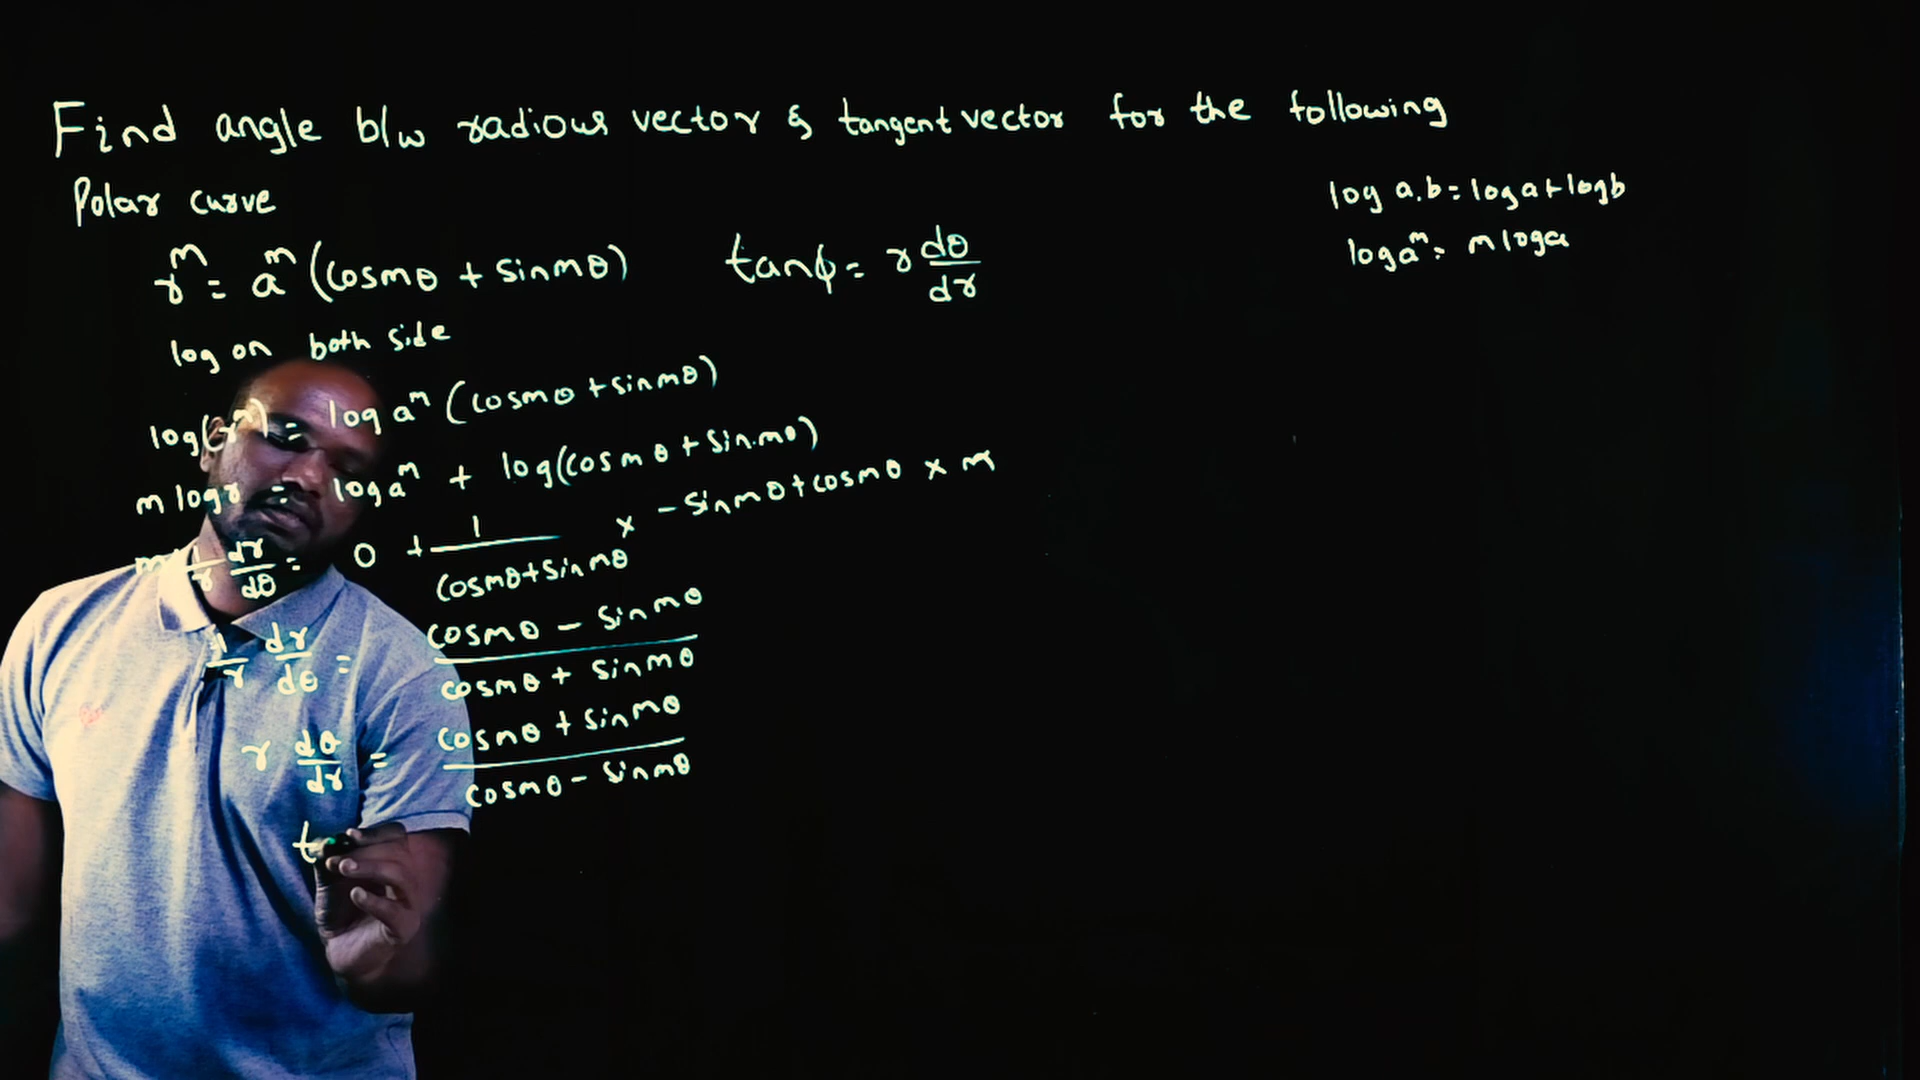 Find angle b/w radious vector & tangent vector for the following
Polar curve
log a.b = log a + log b
r^m = a^m (cosmθ + sinmθ)
tanϕ = r dθ/dr
log a^m = m log a
log on both side
log(r^m) = log a^m (cosmθ + sinmθ)
m log r = log a^m + log(cosmθ + sin.mθ)
m 1/r dr/dθ = 0 + 1/(cosmθ + sinmθ) × -sinmθ + cosmθ × m
1/r dr/dθ = (cosmθ - sinmθ)/(cosmθ + sinmθ)
r dθ/dr = (cosmθ + sinmθ)/(cosmθ - sinmθ)
t